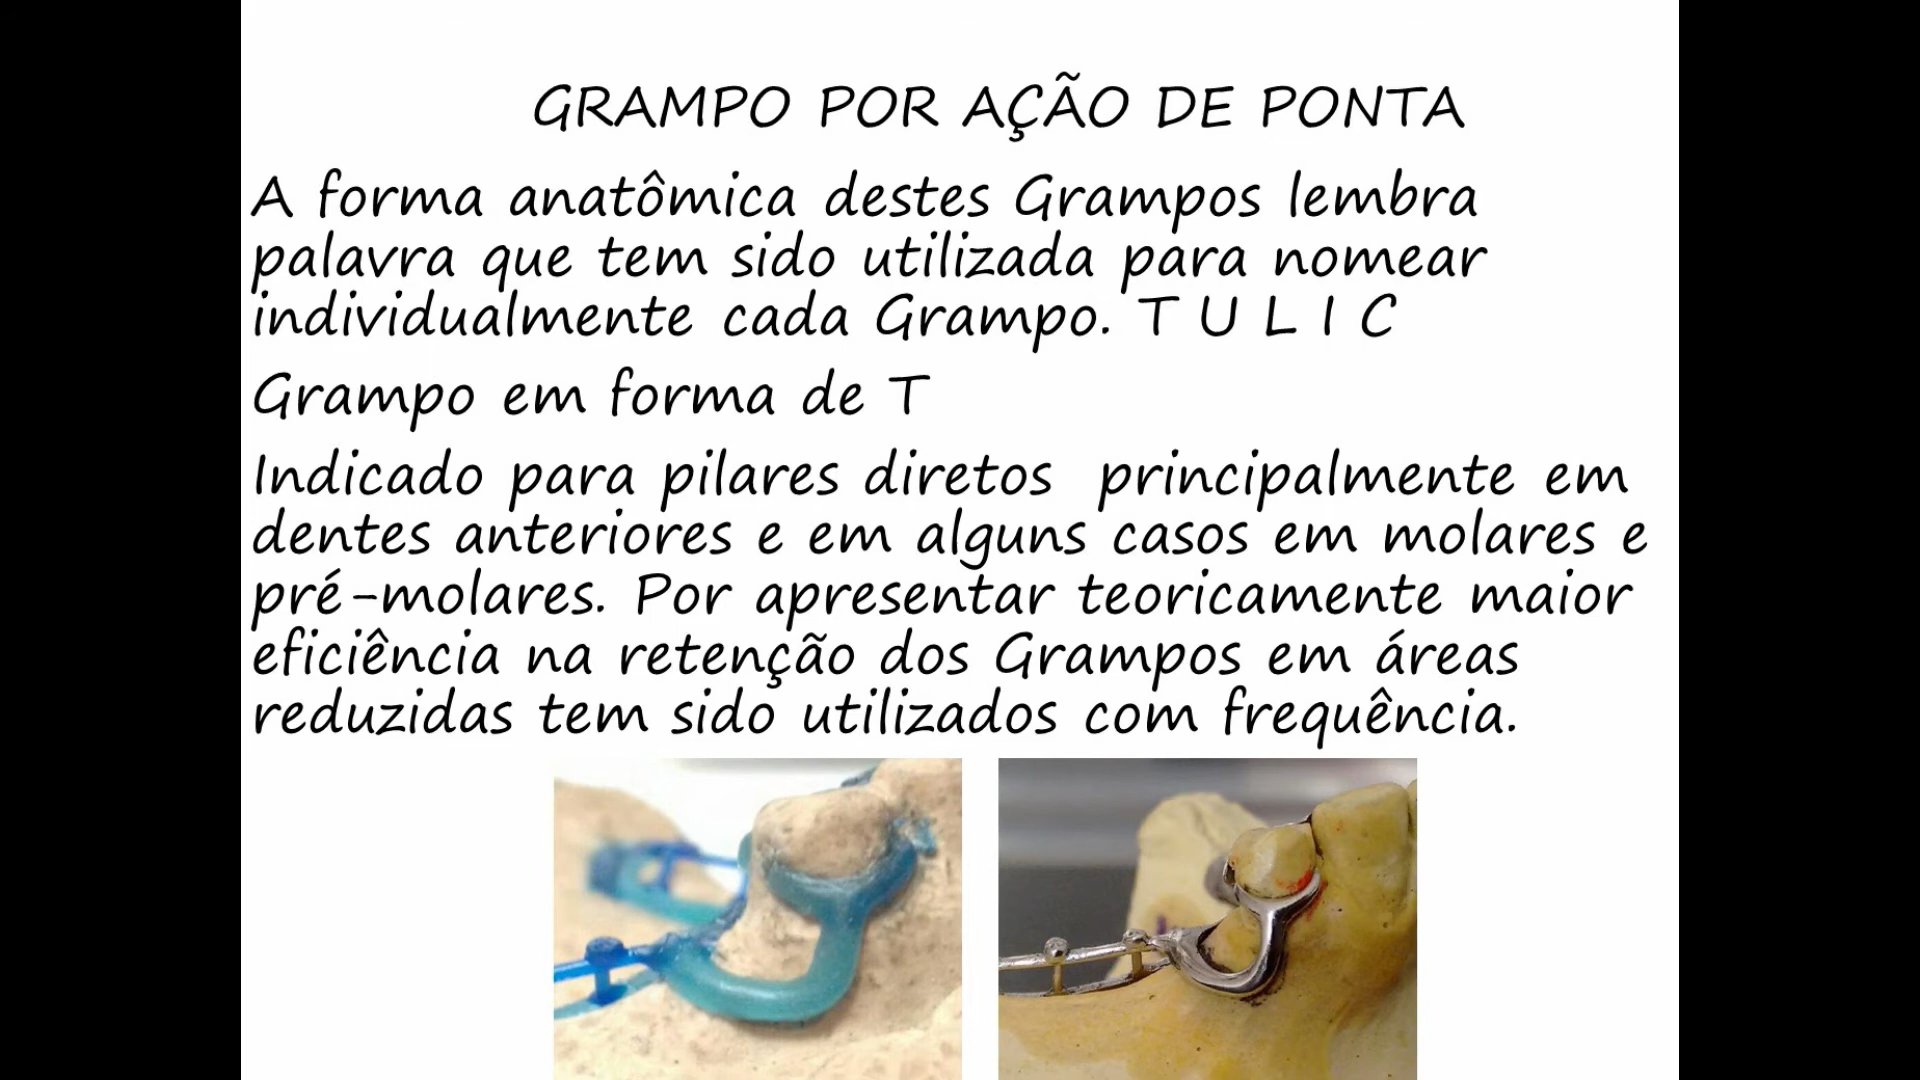 GRAMPO POR AÇÃO DE PONTA
A forma anatômica destes Grampos lembra
palavra que tem sido utilizada para nomear
individualmente cada Grampo. T U L I C
Grampo em forma de T
Indicado para pilares diretos principalmente em
dentes anteriores e em alguns casos em molares e
pré-molares. Por apresentar teoricamente maior
eficiência na retenção dos Grampos em áreas
reduzidas tem sido utilizados com frequência.